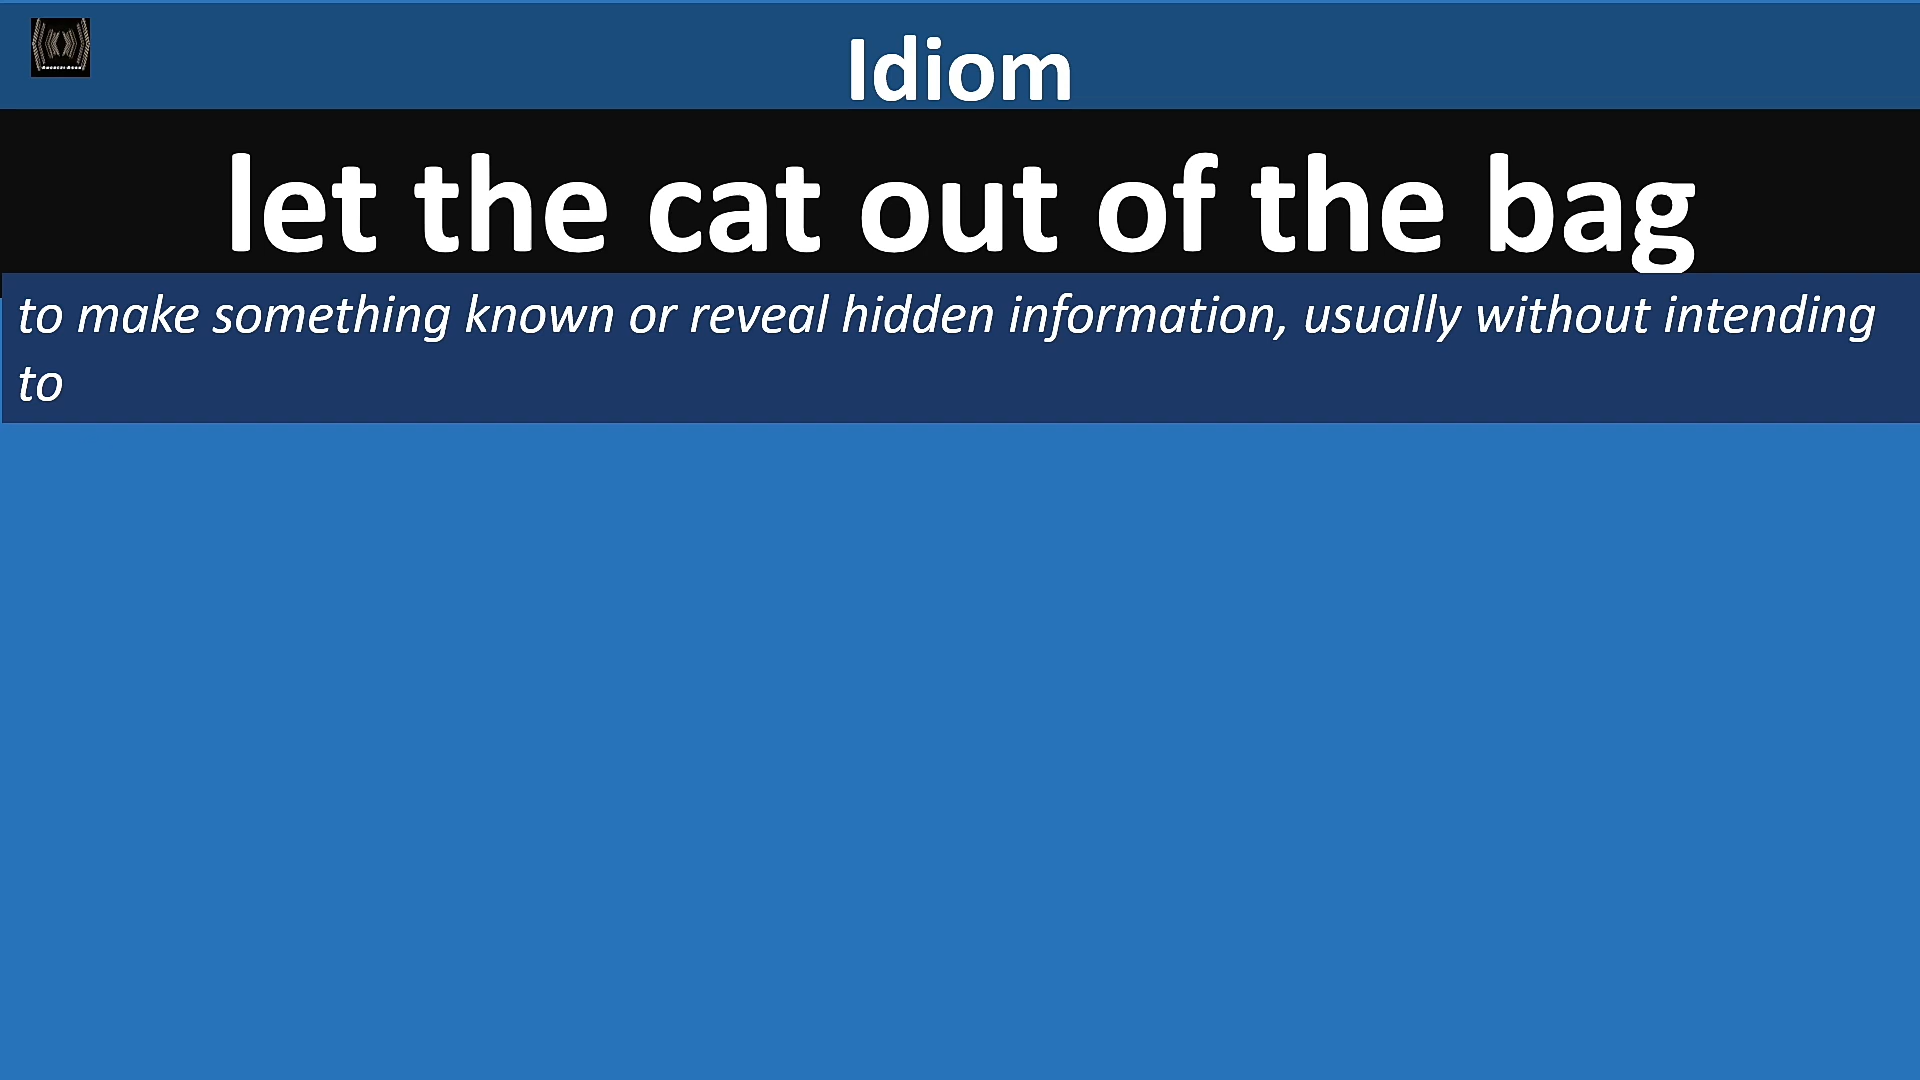 Idiom
let the cat out of the bag
to make something known or reveal hidden information, usually without intending
to